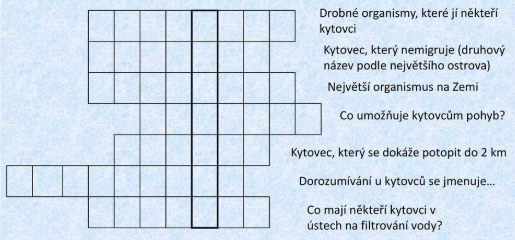 Drobné organismy, které jí někteří
kytovci
Kytovec, který nemigruje (druhový
název podle největšího ostrova)
Největší organismus na Zemi
Co umožňuje kytovcům pohyb?
Kytovec, který se dokáže potopit do 2 km
Dorozumívání u kytovců se jmenuje...
Co mají někteří kytovci v
ústech na filtrování vody?